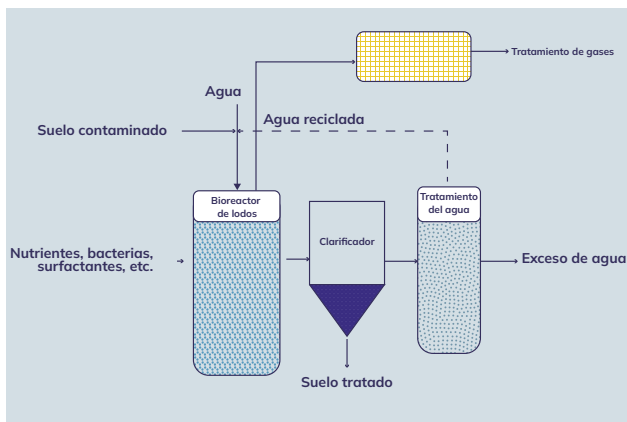 Tratamiento de gases
Agua
Agua reciclada
Suelo contaminado
Bioreactor
de lodos
Tratamiento
del agua
Clarificador
Nutrientes, bacterias,
surfactantes, etc.
Exceso de agua
Suelo tratado